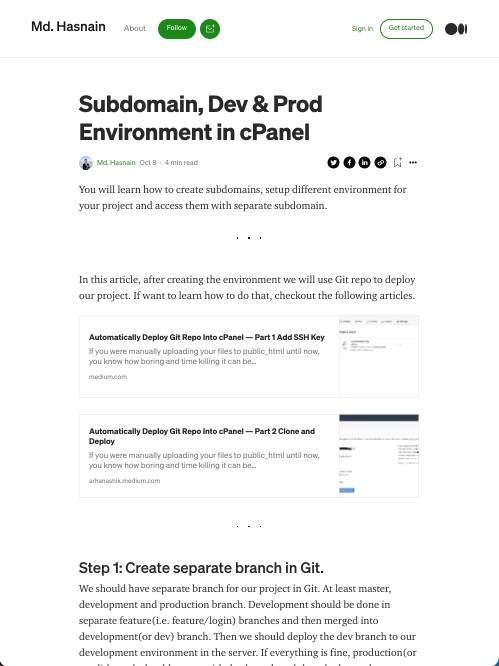 Md. Hasnain
About
Follow
Sign in
Get started
Subdomain, Dev & Prod
Environment in cPanel
Md. Hasnain Oct 8 · 4 min read
You will learn how to create subdomains, setup different environment for
your project and access them with separate subdomain.
In this article, after creating the environment we will use Git repo to deploy
our project. If want to learn how to do that, checkout the following articles.
Automatically Deploy Git Repo Into cPanel — Part 1 Add SSH Key
If you were manually uploading your files to public_html until now,
you know how boring and time killing it can be...
medium.com
Automatically Deploy Git Repo Into cPanel — Part 2 Clone and
Deploy
If you were manually uploading your files to public_html until now,
you know how boring and time killing it can be...
arhanashik.medium.com
Step 1: Create separate branch in Git.
We should have separate branch for our project in Git. At least master,
development and production branch. Development should be done in
separate feature(i.e. feature/login) branches and then merged into
development(or dev) branch. Then we should deploy the dev branch to our
development environment in the server. If everything is fine, production(or